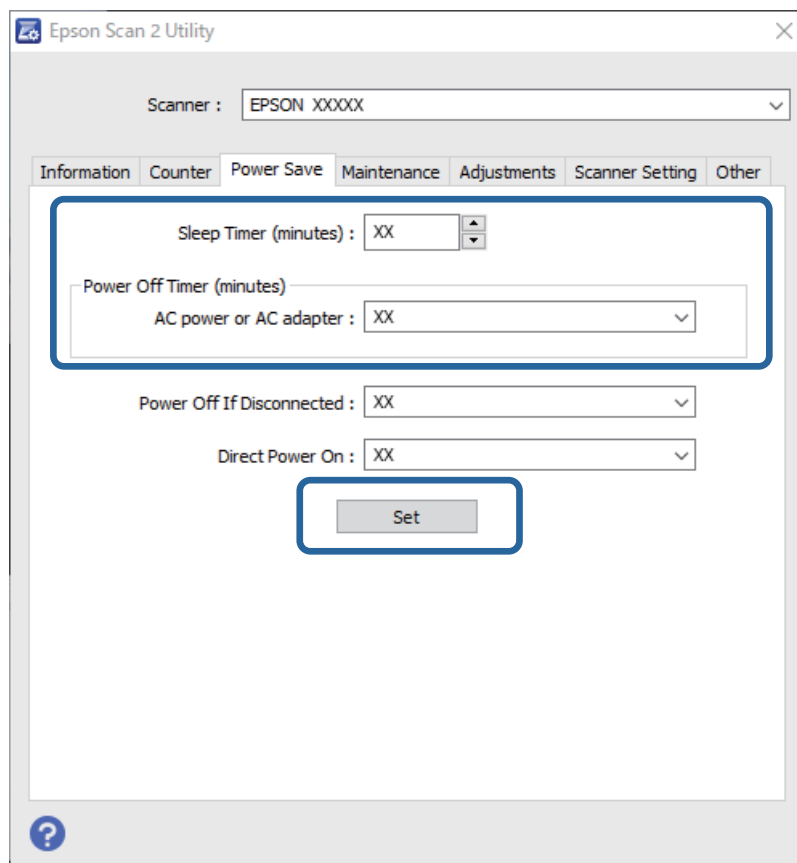 Epson Scan 2 Utility
Scanner : EPSON XXXXX
Information Counter Power Save Maintenance Adjustments Scanner Setting Other
Sleep Timer (minutes) : XX
Power Off Timer (minutes)
AC power or AC adapter : XX
Power Off If Disconnected : XX
Direct Power On : XX
Set
?